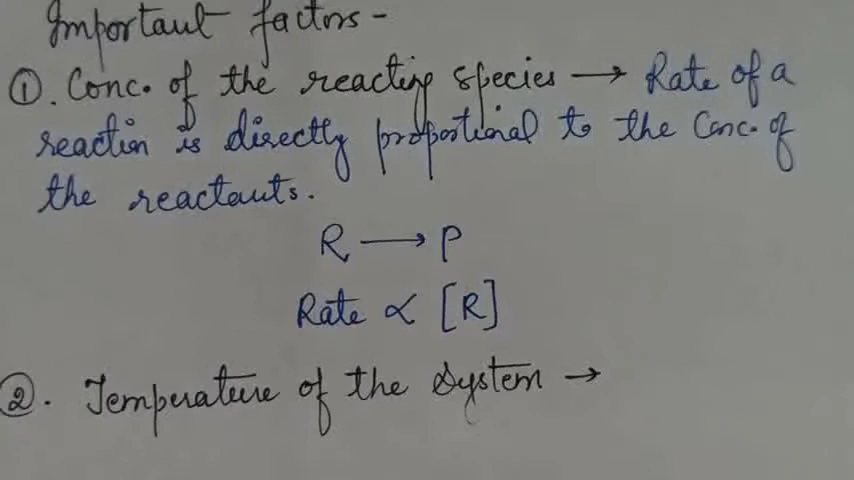 Important factors -
①. Conc. of the reacting species → Rate of a
reaction is directly proportional to the Conc. of
the reactants.
R → P
Rate ∝ [R]
②. Temperature of the System →